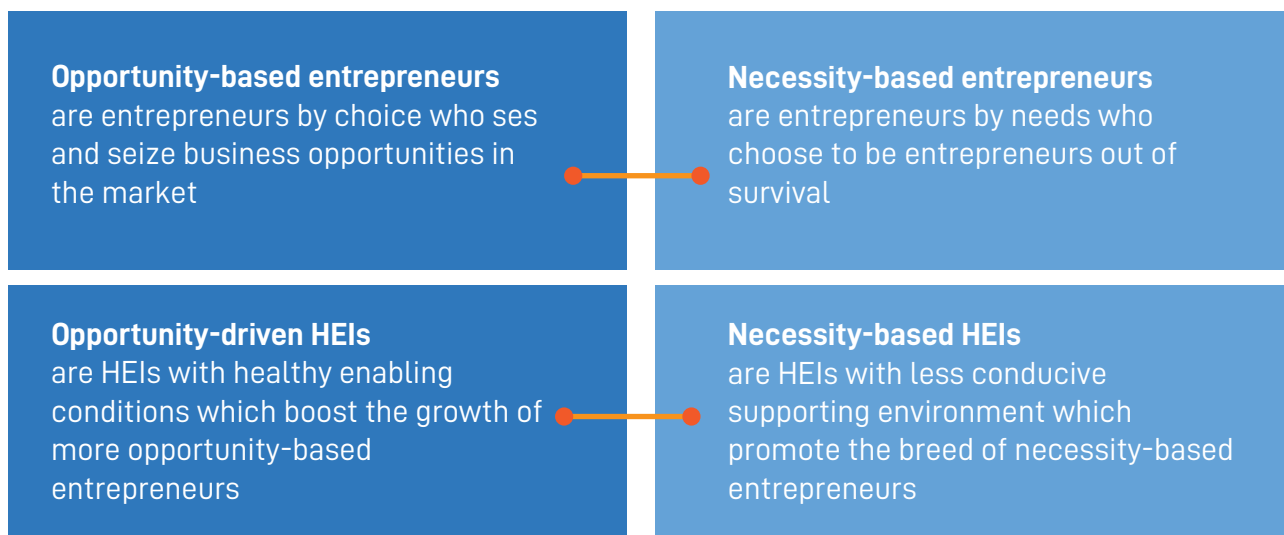 Opportunity-based entrepreneurs
are entrepreneurs by choice who ses
and seize business opportunities in
the market
Necessity-based entrepreneurs
are entrepreneurs by needs who
choose to be entrepreneurs out of
survival
Opportunity-driven HEIs
are HEIs with healthy enabling
conditions which boost the growth of
more opportunity-based
entrepreneurs
Necessity-based HEIs
are HEIs with less conducive
supporting environment which
promote the breed of necessity-based
entrepreneurs